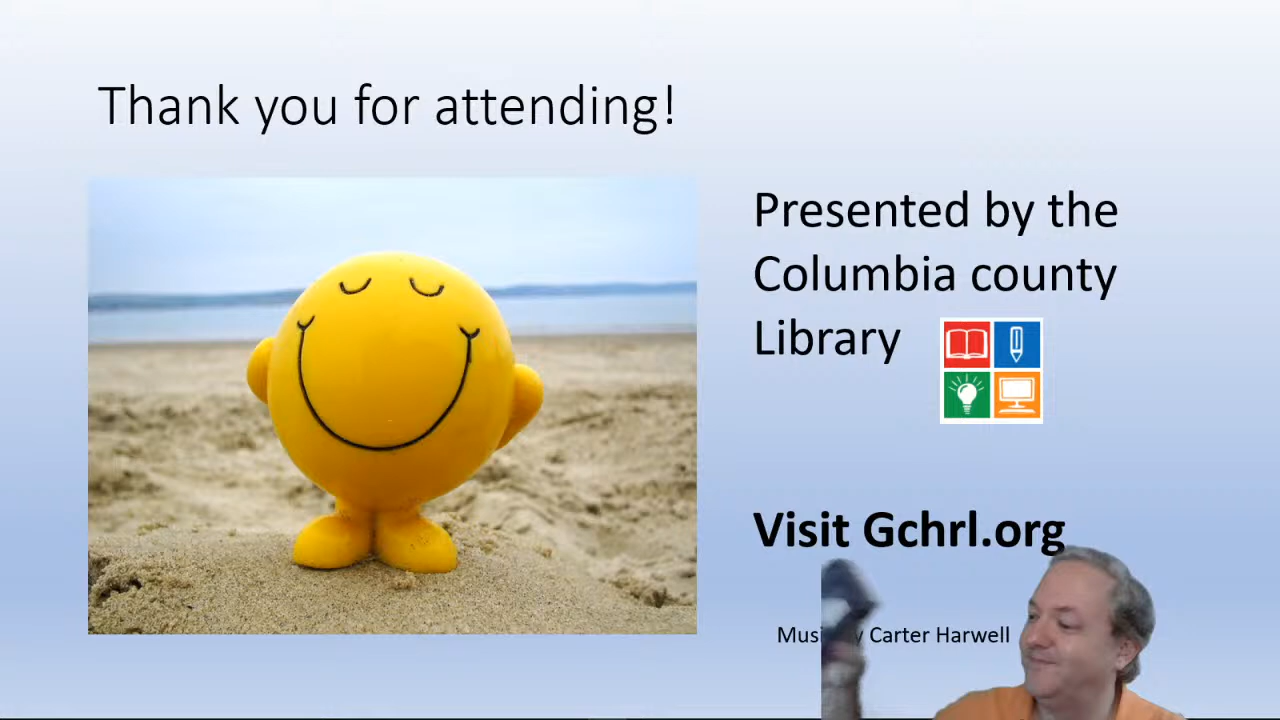 Thank you for attending!
Presented by the
Columbia county
Library
Visit Gchrl.org
Carter Harwell